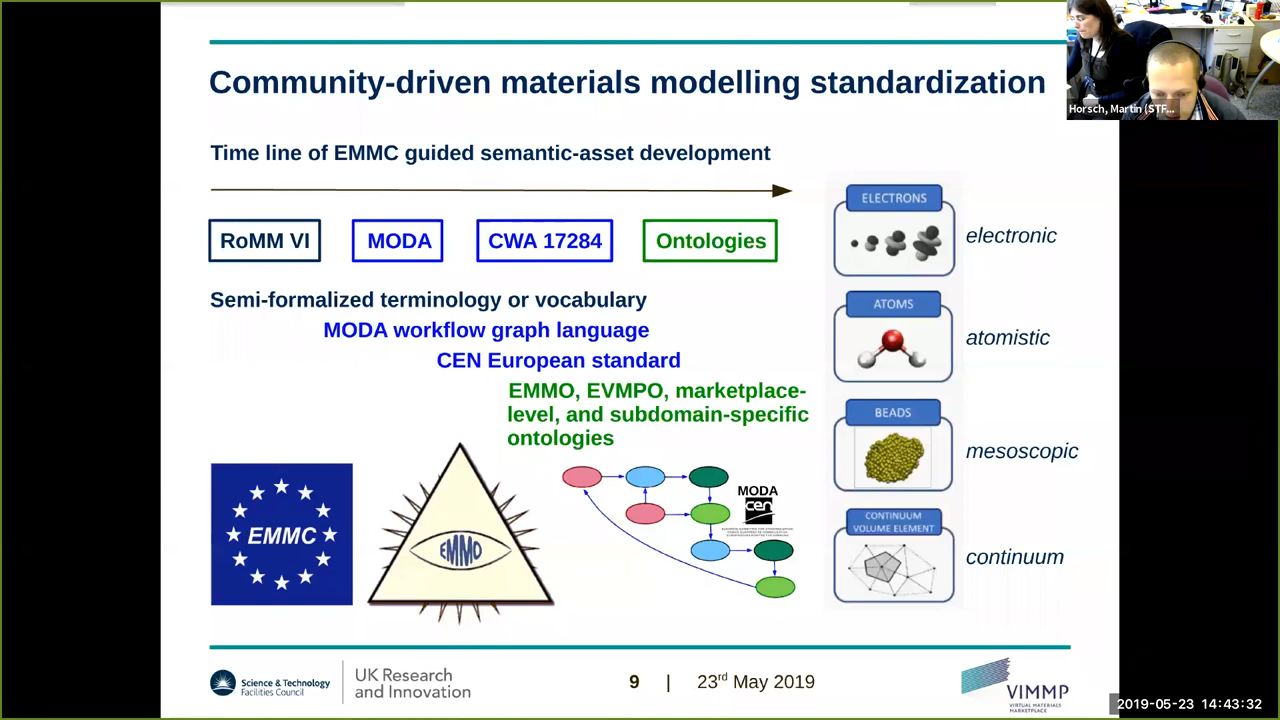 Community-driven materials modelling standardization
Horsch, Martin (STF...
Time line of EMMC guided semantic-asset development
RoMM VI
MODA
CWA 17284
Ontologies
Semi-formalized terminology or vocabulary
MODA workflow graph language
CEN European standard
EMMO, EVMPO, marketplace-
level, and subdomain-specific
ontologies
ELECTRONS
electronic
ATOMS
atomistic
BEADS
mesoscopic
CONTINUUM
VOLUME ELEMENT
continuum
EMMC
EMMO
MODA
cen
Science & Technology
Facilities Council
UK Research
and Innovation
9 | 23rd May 2019
VIMMP
VIRTUAL MATERIALS
MARKETPLACE
2019-05-23 14:43:32